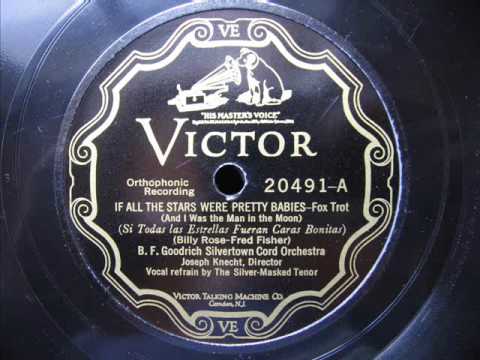 VE
"HIS MASTER'S VOICE"
VICTOR
Orthophonic
Recording
20491-A
IF ALL THE STARS WERE PRETTY BABIES-Fox Trot
(And I Was the Man in the Moon)
(Si Todas las Estrellas Fueran Caras Bonitas)
(Billy Rose-Fred Fisher)
B. F. Goodrich Silvertown Cord Orchestra
Joseph Knecht, Director
Vocal refrain by The Silver-Masked Tenor
VICTOR TALKING MACHINE CO.
Camden, N.J.
VE